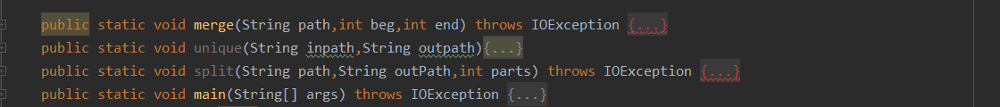 public static void merge(String path,int beg,int end) throws IOException {...}
public static void unique(String inpath,String outpath){...}
public static void split(String path,String outPath,int parts) throws IOException {...}
public static void main(String[] args) throws IOException {...}